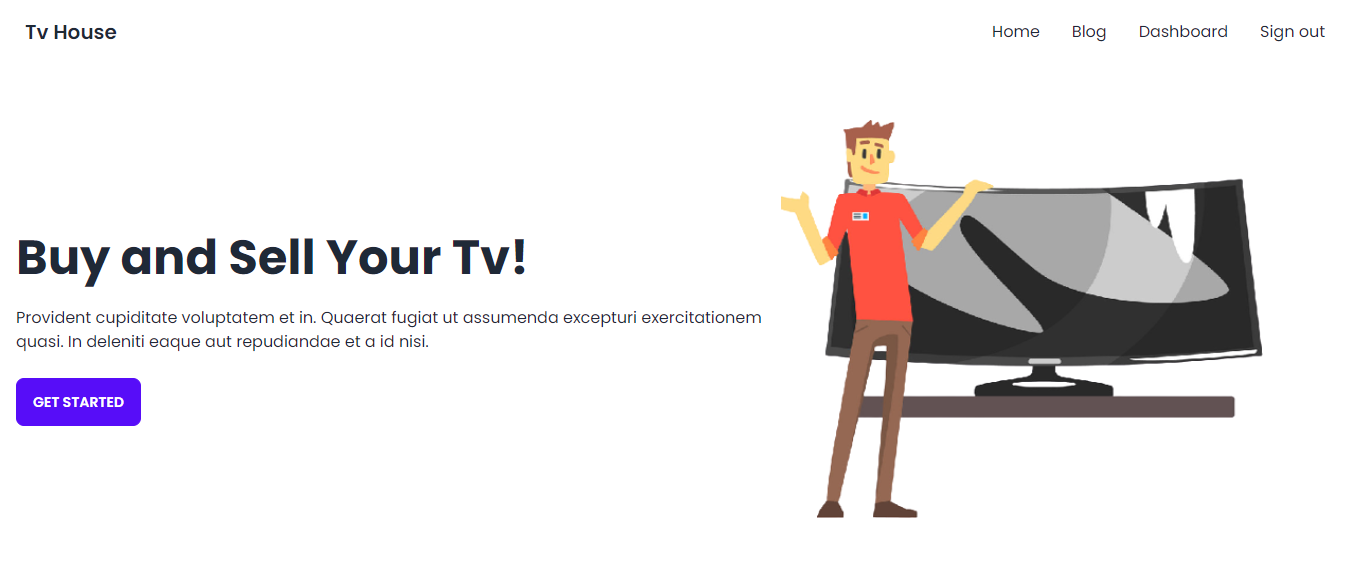 Tv House
Home Blog Dashboard Sign out
Buy and Sell Your Tv!
Provident cupiditate voluptatem et in. Quaerat fugiat ut assumenda excepturi exercitationem
quasi. In deleniti eaque aut repudiandae et a id nisi.
GET STARTED